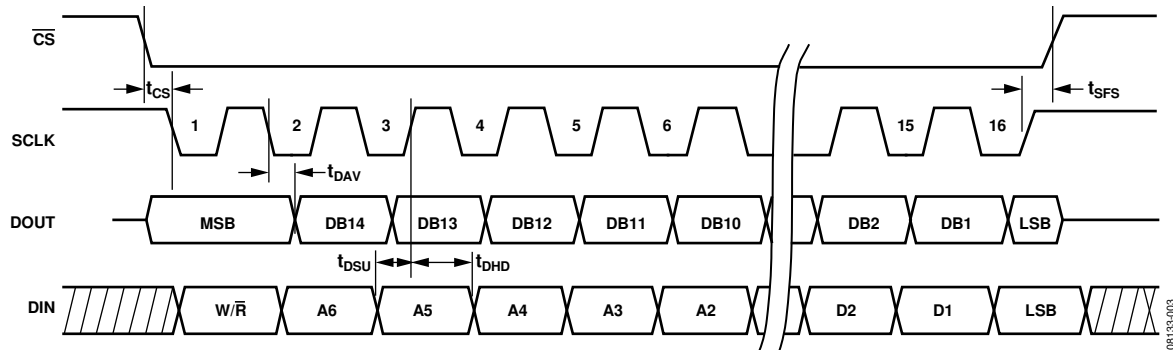 CS
tCS
tSFS
SCLK 1 2 3 4 5 6 15 16
tDAV
DOUT MSB DB14 DB13 DB12 DB11 DB10 DB2 DB1 LSB
tDSU tDHD
DIN W/R A6 A5 A4 A3 A2 D2 D1 LSB
08133-003